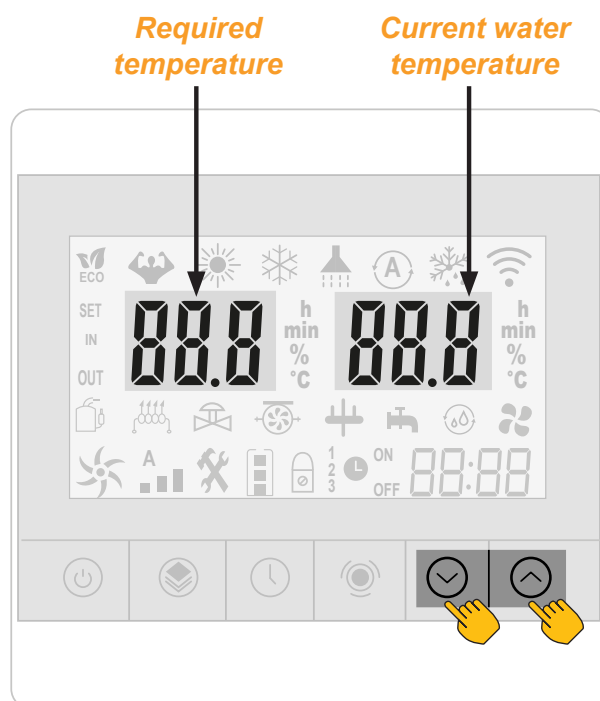 Required temperature
Current water temperature
ECO
A
SET
IN
OUT
88.8
h
min
%
°C
88.8
h
min
%
°C
A
1
2
3
ON
OFF
88:88